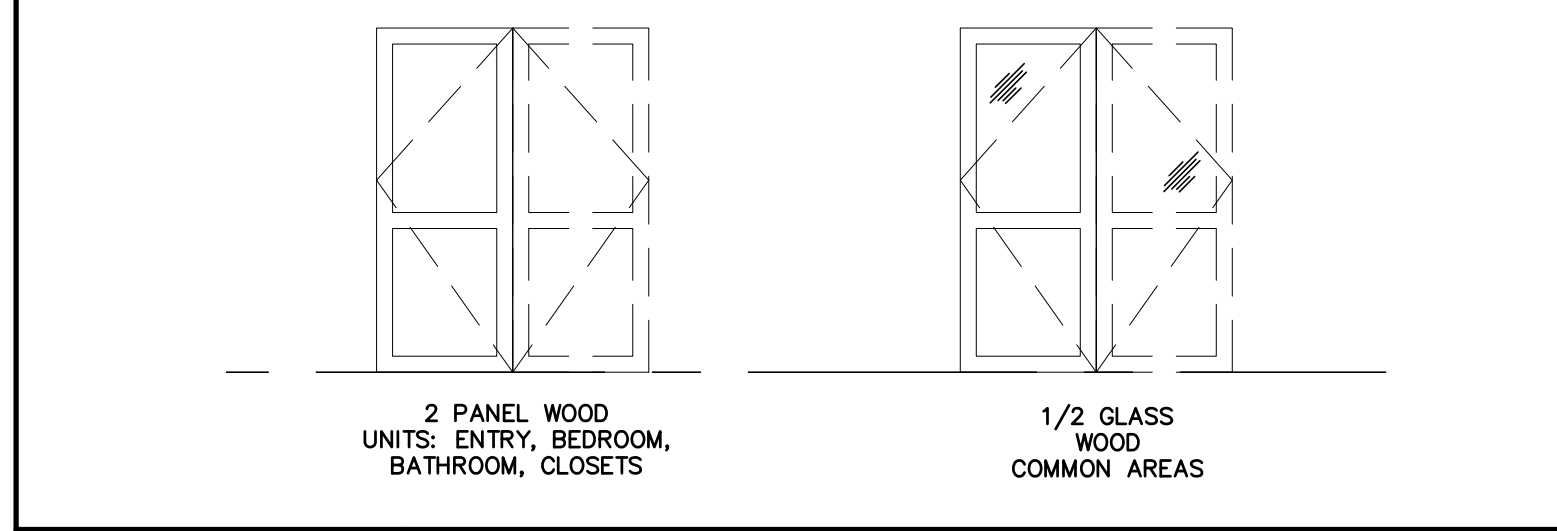 2 PANEL WOOD
UNITS: ENTRY, BEDROOM,
BATHROOM, CLOSETS
1/2 GLASS
WOOD
COMMON AREAS